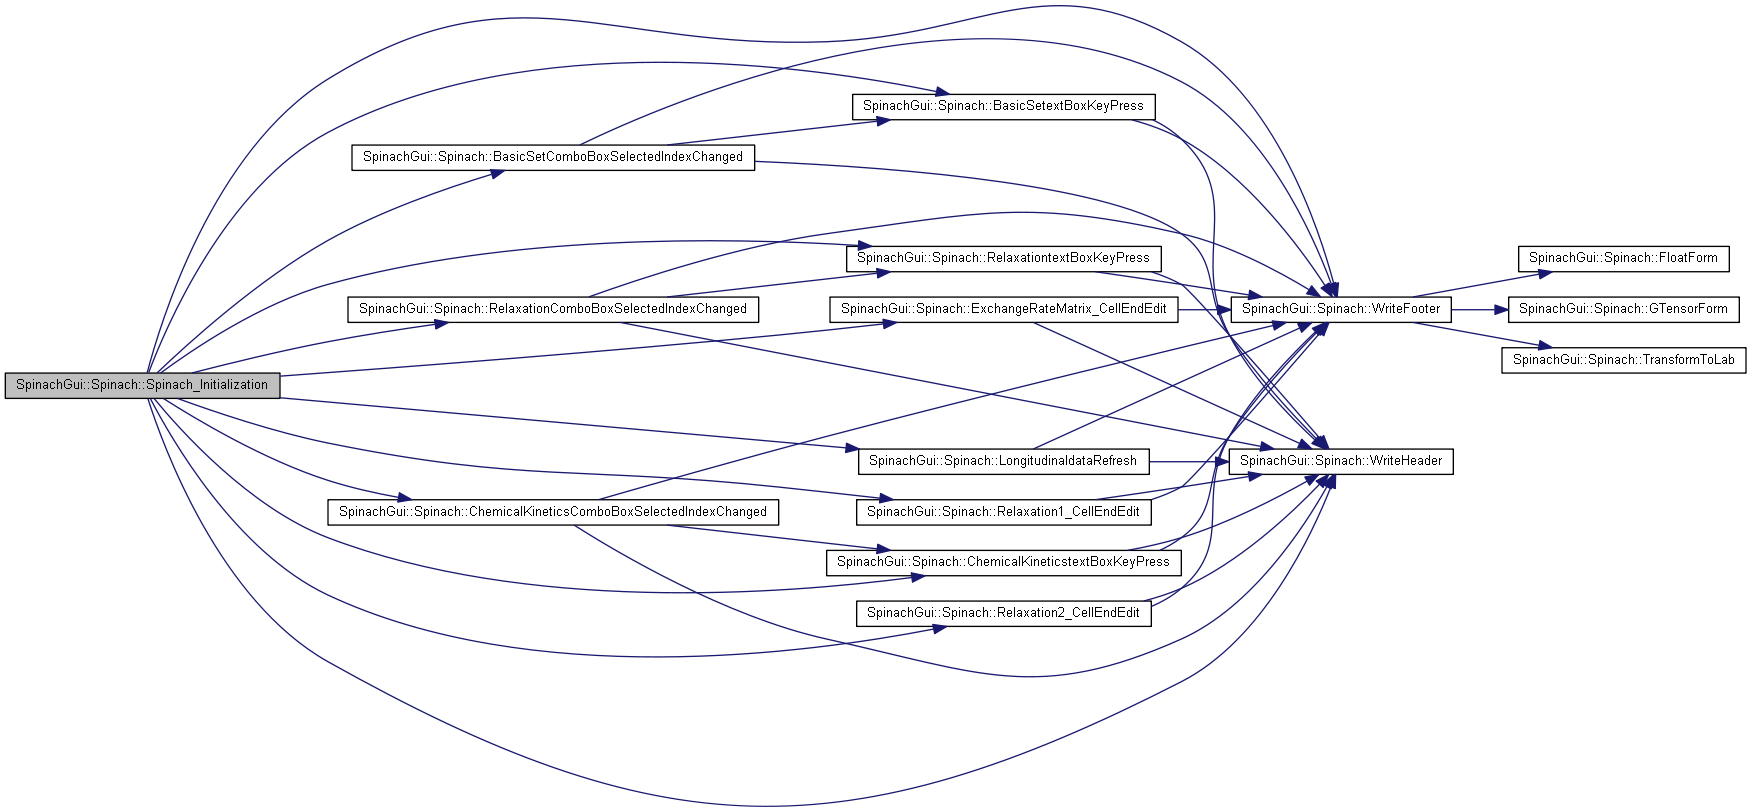 SpinachGui::Spinach::BasicSetextBoxKeyPress
SpinachGui::Spinach::BasicSetComboBoxSelectedIndexChanged
SpinachGui::Spinach::RelaxationtextBoxKeyPress
SpinachGui::Spinach::FloatForm
SpinachGui::Spinach::RelaxationComboBoxSelectedIndexChanged
SpinachGui::Spinach::ExchangeRateMatrix_CellEndEdit
SpinachGui::Spinach::WriteFooter
SpinachGui::Spinach::GTensorForm
SpinachGui::Spinach::TransformToLab
SpinachGui::Spinach::Spinach_Initialization
SpinachGui::Spinach::LongitudinaldataRefresh
SpinachGui::Spinach::WriteHeader
SpinachGui::Spinach::ChemicalKineticsComboBoxSelectedIndexChanged
SpinachGui::Spinach::Relaxation1_CellEndEdit
SpinachGui::Spinach::ChemicalKineticstextBoxKeyPress
SpinachGui::Spinach::Relaxation2_CellEndEdit